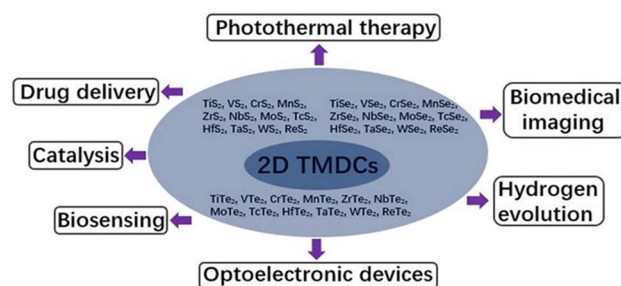 Photothermal therapy
Drug delivery
TiS₂, VS₂, CrS₂, MnS₂,
ZrS₂, NbS₂, MoS₂, TcS₂,
HfS₂, TaS₂, WS₂, ReS₂
TiSe₂, VSe₂, CrSe₂, MnSe₂,
ZrSe₂, NbSe₂, MoSe₂, TcSe₂,
HfSe₂, TaSe₂, WSe₂, ReSe₂
Biomedical
imaging
Catalysis
2D TMDCs
Hydrogen
evolution
Biosensing
TiTe₂, VTe₂, CrTe₂, MnTe₂, ZrTe₂, NbTe₂,
MoTe₂, TcTe₂, HfTe₂, TaTe₂, WTe₂, ReTe₂
Optoelectronic devices